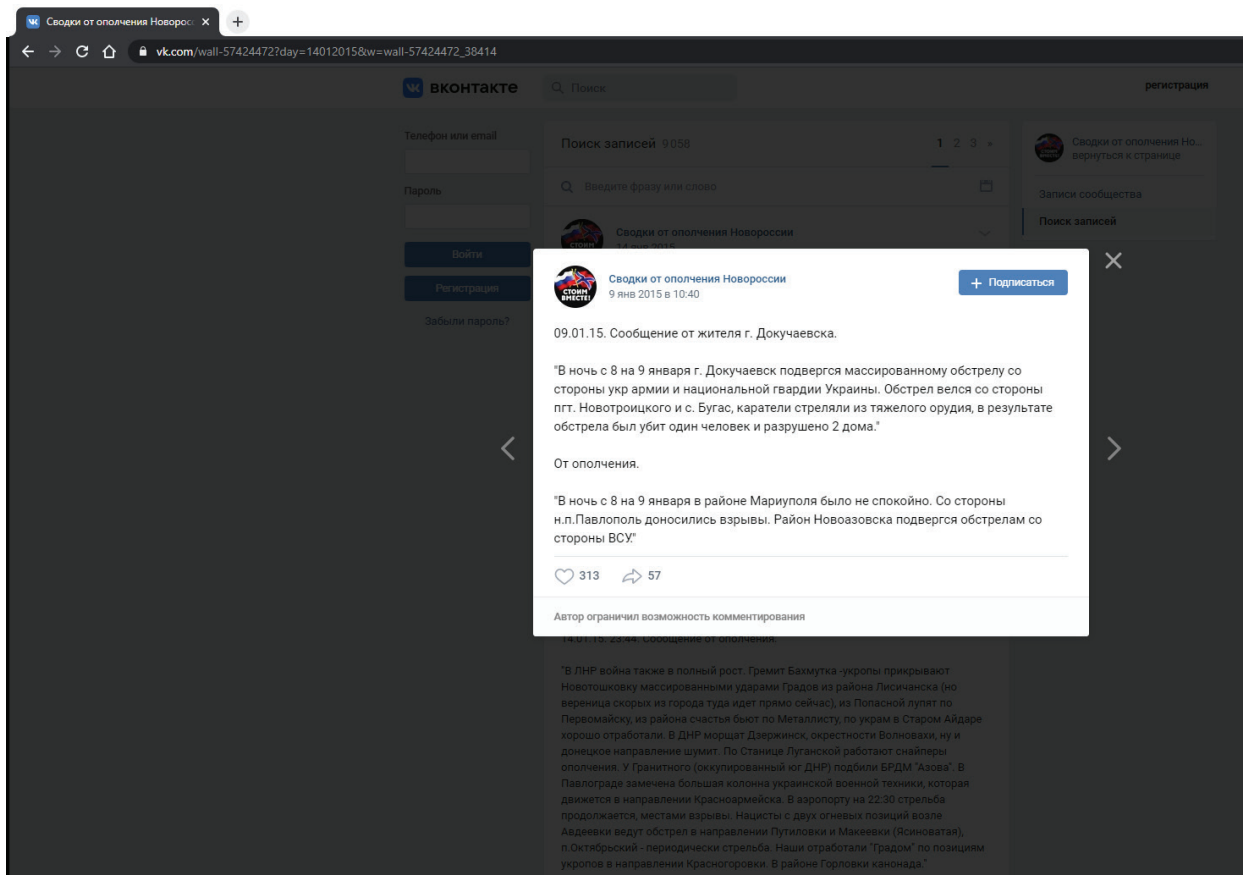 Сводки от ополчения Новорос
vk.com/wall-57424472?day=14012015&w=wall-57424472_38414
вконтакте
Поиск
регистрация
Телефон или email
Пароль
Войти
Регистрация
Забыли пароль?
Поиск записей 9058
1 2 3 »
Введите фразу или слово
Сводки от ополчения Новороссии
14 янв 2015
Сводки от ополчения Но...
вернуться к странице
Записи сообщества
Поиск записей
СТОИМ
ВМЕСТЕ!
Сводки от ополчения Новороссии
9 янв 2015 в 10:40
+ Подписаться
09.01.15. Сообщение от жителя г. Докучаевска.
"В ночь с 8 на 9 января г. Докучаевск подвергся массированному обстрелу со
стороны укр армии и национальной гвардии Украины. Обстрел велся со стороны
пгт. Новотроицкого и с. Бугас, каратели стреляли из тяжелого орудия, в результате
обстрела был убит один человек и разрушено 2 дома."
От ополчения.
"В ночь с 8 на 9 января в районе Мариуполя было не спокойно. Со стороны
н.п.Павлополь доносились взрывы. Район Новоазовска подвергся обстрелам со
стороны ВСУ."
313 57
Автор ограничил возможность комментирования
14.01.15. 23:44. Сообщение от ополчения.
"В ЛНР война также в полный рост. Гремит Бахмутка -укропы прикрывают
Новотошковку массированными ударами Градов из района Лисичанска (но
вереница скорых из города туда идет прямо сейчас), из Попасной лупят по
Первомайску, из района счастья бьют по Металлисту, по украм в Старом Айдаре
хорошо отработали. В ДНР морщат Дзержинск, окрестности Волновахи, ну и
донецкое направление шумит. По Станице Луганской работают снайперы
ополчения. У Гранитного (оккупированный юг ДНР) подбили БРДМ "Азова". В
Павлограде замечена большая колонна украинской военной техники, которая
движется в направлении Красноармейска. В аэропорту на 22:30 стрельба
продолжается, местами взрывы. Нацисты с двух огневых позиций возле
Авдеевки ведут обстрел в направлении Путиловки и Макеевки (Ясиноватая),
п.Октябрьский - периодически стрельба. Наши отработали "Градом" по позициям
укропов в направлении Красногоровки. В районе Горловки канонада."